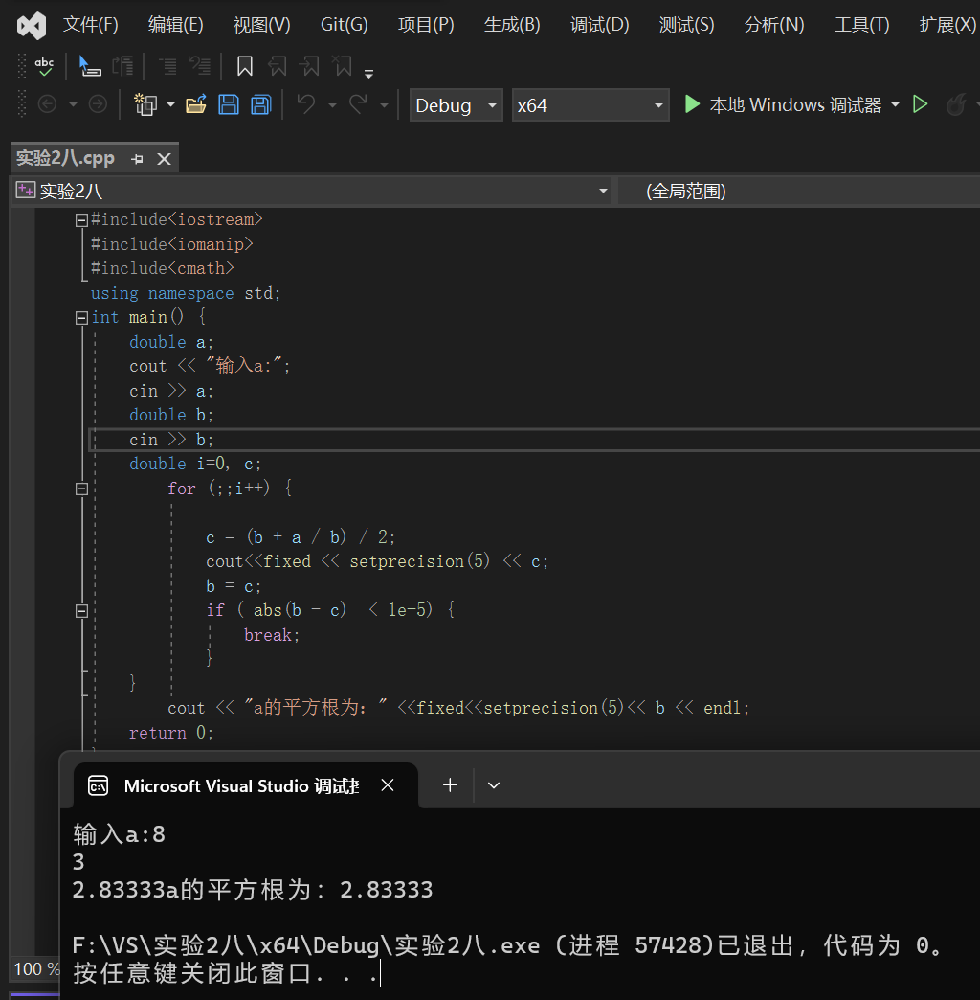 文件(F) 编辑(E) 视图(V) Git(G) 项目(P) 生成(B) 调试(D) 测试(S) 分析(N) 工具(T) 扩展(X)
abc
Debug x64 本地 Windows 调试器
实验2八.cpp
实验2八 (全局范围)
#include<iostream>
#include<iomanip>
#include<cmath>
using namespace std;
int main() {
double a;
cout << "输入a:";
cin >> a;
double b;
cin >> b;
double i=0, c;
for (;;i++) {
c = (b + a / b) / 2;
cout<<fixed << setprecision(5) << c;
b = c;
if ( abs(b - c)  < 1e-5) {
break;
}
}
cout << "a的平方根为：" <<fixed<<setprecision(5)<< b << endl;
return 0;
Microsoft Visual Studio 调试控
输入a:8
3
2.83333a的平方根为：2.83333
F:\VS\实验2八\x64\Debug\实验2八.exe (进程 57428)已退出，代码为 0。
按任意键关闭此窗口. . .
100 %